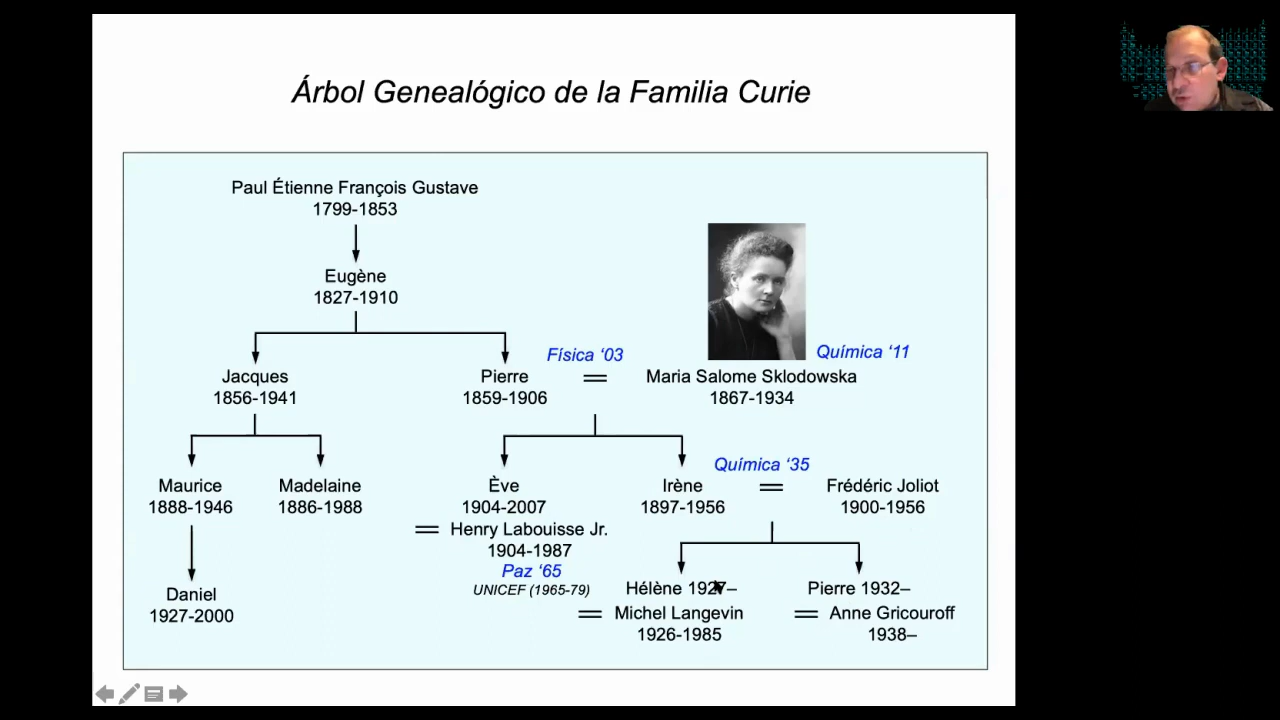 Árbol Genealógico de la Familia Curie
Paul Étienne François Gustave
1799-1853
Eugène
1827-1910
Física ‘03
Química ‘11
Jacques
1856-1941
Pierre
1859-1906
=
Maria Salome Sklodowska
1867-1934
Química ‘35
Maurice
1888-1946
Madelaine
1886-1988
Ève
1904-2007
= Henry Labouisse Jr.
1904-1987
Paz ‘65
UNICEF (1965-79)
Irène
1897-1956
=
Frédéric Joliot
1900-1956
Daniel
1927-2000
Hélène 1927–
= Michel Langevin
1926-1985
Pierre 1932–
= Anne Gricouroff
1938–